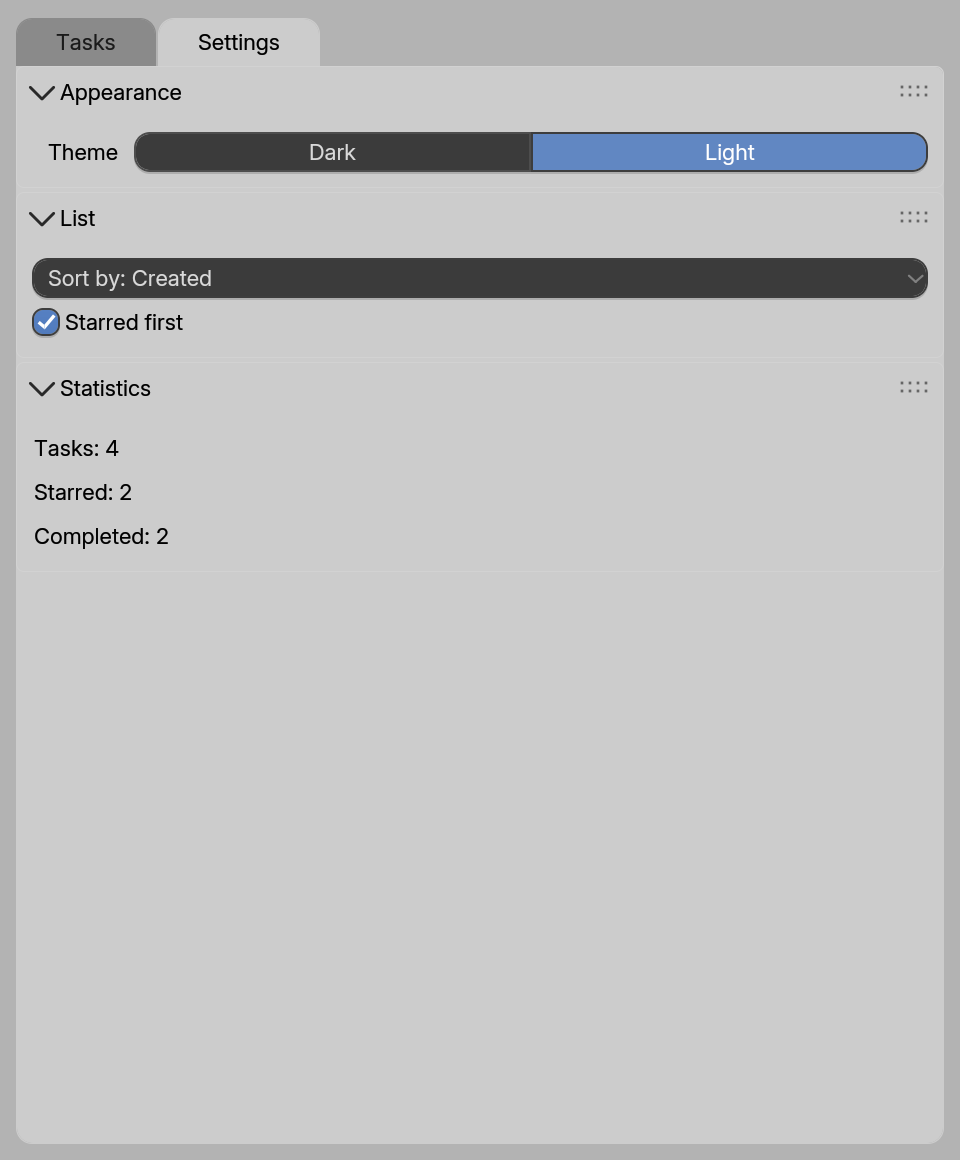 Tasks
Settings
Appearance
Theme
Dark
Light
List
Sort by: Created
Starred first
Statistics
Tasks: 4
Starred: 2
Completed: 2